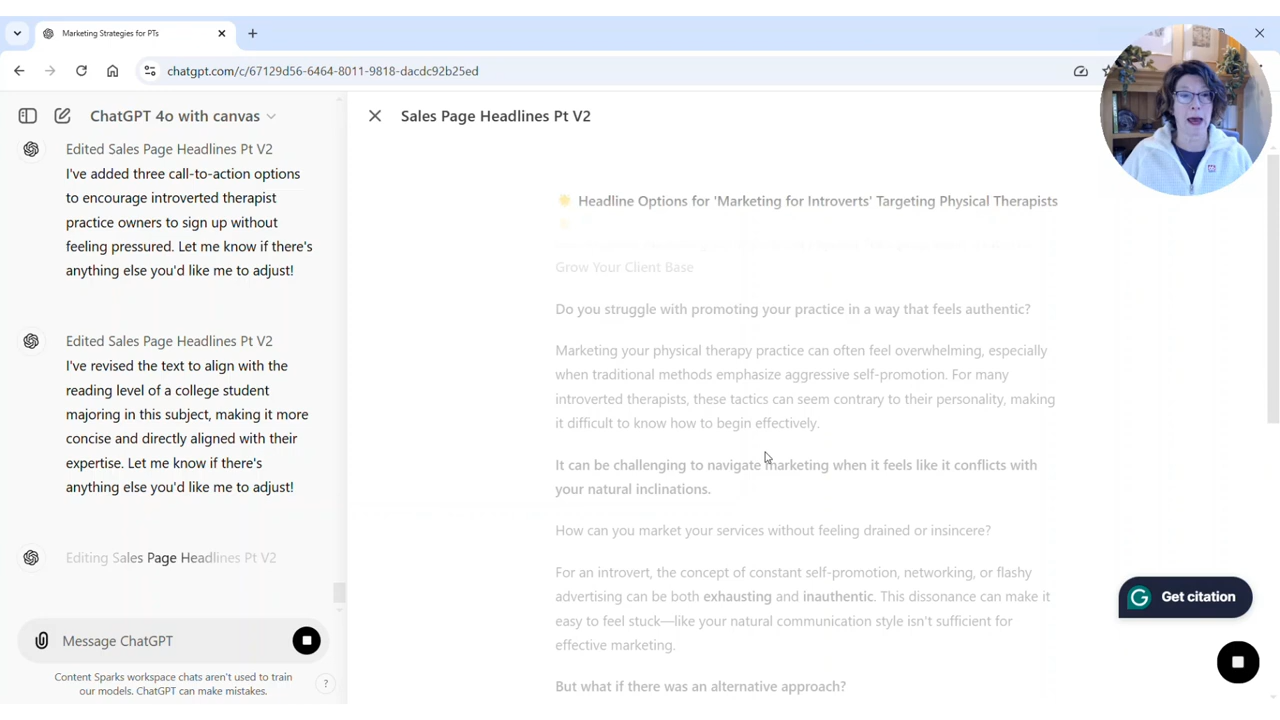 Marketing Strategies for PTs
chatgpt.com/c/67129d56-6464-8011-9818-dacdc92b25ed
ChatGPT 4o with canvas
Edited Sales Page Headlines Pt V2
I've added three call-to-action options
to encourage introverted therapist
practice owners to sign up without
feeling pressured. Let me know if there's
anything else you'd like me to adjust!
Edited Sales Page Headlines Pt V2
I've revised the text to align with the
reading level of a college student
majoring in this subject, making it more
concise and directly aligned with their
expertise. Let me know if there's
anything else you'd like me to adjust!
Editing Sales Page Headlines Pt V2
Message ChatGPT
Content Sparks workspace chats aren't used to train
our models. ChatGPT can make mistakes.
?
Sales Page Headlines Pt V2
Headline Options for 'Marketing for Introverts' Targeting Physical Therapists
Grow Your Client Base
Do you struggle with promoting your practice in a way that feels authentic?
Marketing your physical therapy practice can often feel overwhelming, especially
when traditional methods emphasize aggressive self-promotion. For many
introverted therapists, these tactics can seem contrary to their personality, making
it difficult to know how to begin effectively.
It can be challenging to navigate marketing when it feels like it conflicts with
your natural inclinations.
How can you market your services without feeling drained or insincere?
For an introvert, the concept of constant self-promotion, networking, or flashy
advertising can be both exhausting and inauthentic. This dissonance can make it
easy to feel stuck—like your natural communication style isn't sufficient for
effective marketing.
But what if there was an alternative approach?
Get citation